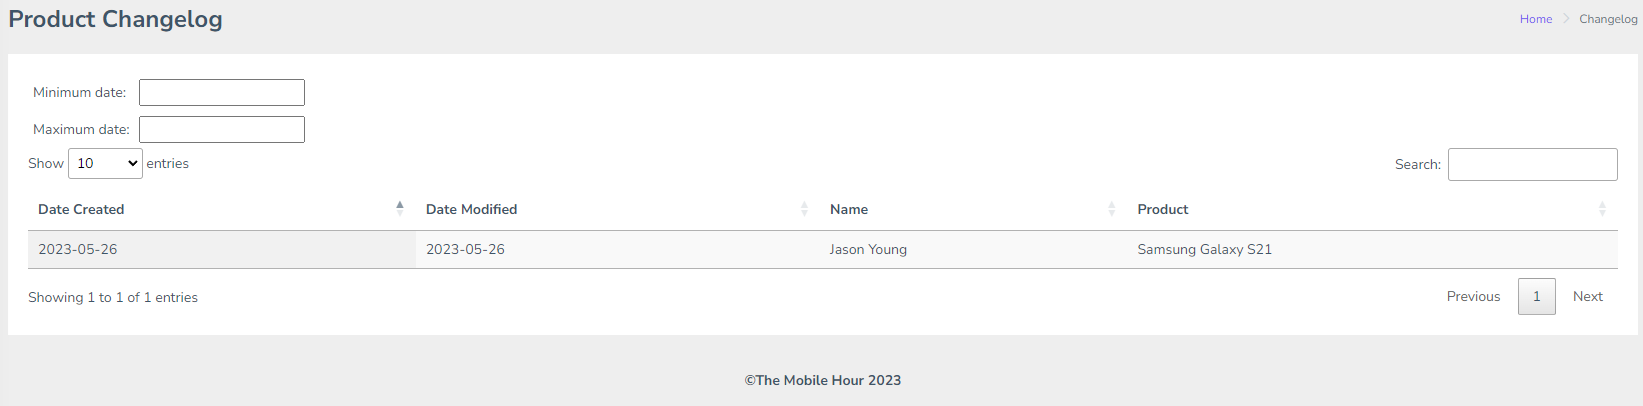 Product Changelog
Home Changelog
Minimum date:
Maximum date:
Show 10 entries Search:
Date Created Date Modified Name Product
2023-05-26 2023-05-26 Jason Young Samsung Galaxy S21
Showing 1 to 1 of 1 entries Previous 1 Next
©The Mobile Hour 2023